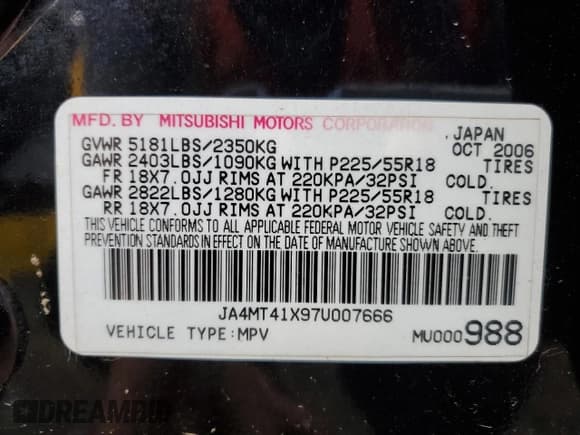 MFD. BY MITSUBISHI MOTORS CORPORATION JAPAN
GVWR 5181LBS/2350KG OCT 2006
GAWR 2403LBS/1090KG WITH P225/55R18 TIRES
FR 18X7.0JJ RIMS AT 220KPA/32PSI COLD.
GAWR 2822LBS/1280KG WITH P225/55R18 TIRES
RR 18X7.0JJ RIMS AT 220KPA/32PSI COLD.
THIS VEHICLE CONFORMS TO ALL APPLICABLE FEDERAL MOTOR VEHICLE SAFETY AND THEFT
PREVENTION STANDARDS IN EFFECT ON THE DATE OF MANUFACTURE SHOWN ABOVE.
JA4MT41X97U007666
VEHICLE TYPE:MPV MU000988
DREAMBID